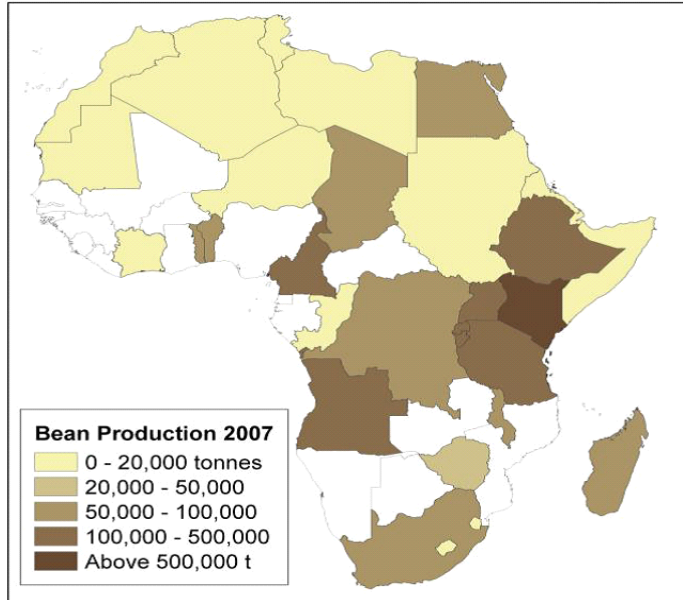 Bean Production 2007
0 - 20,000 tonnes
20,000 - 50,000
50,000 - 100,000
100,000 - 500,000
Above 500,000 t